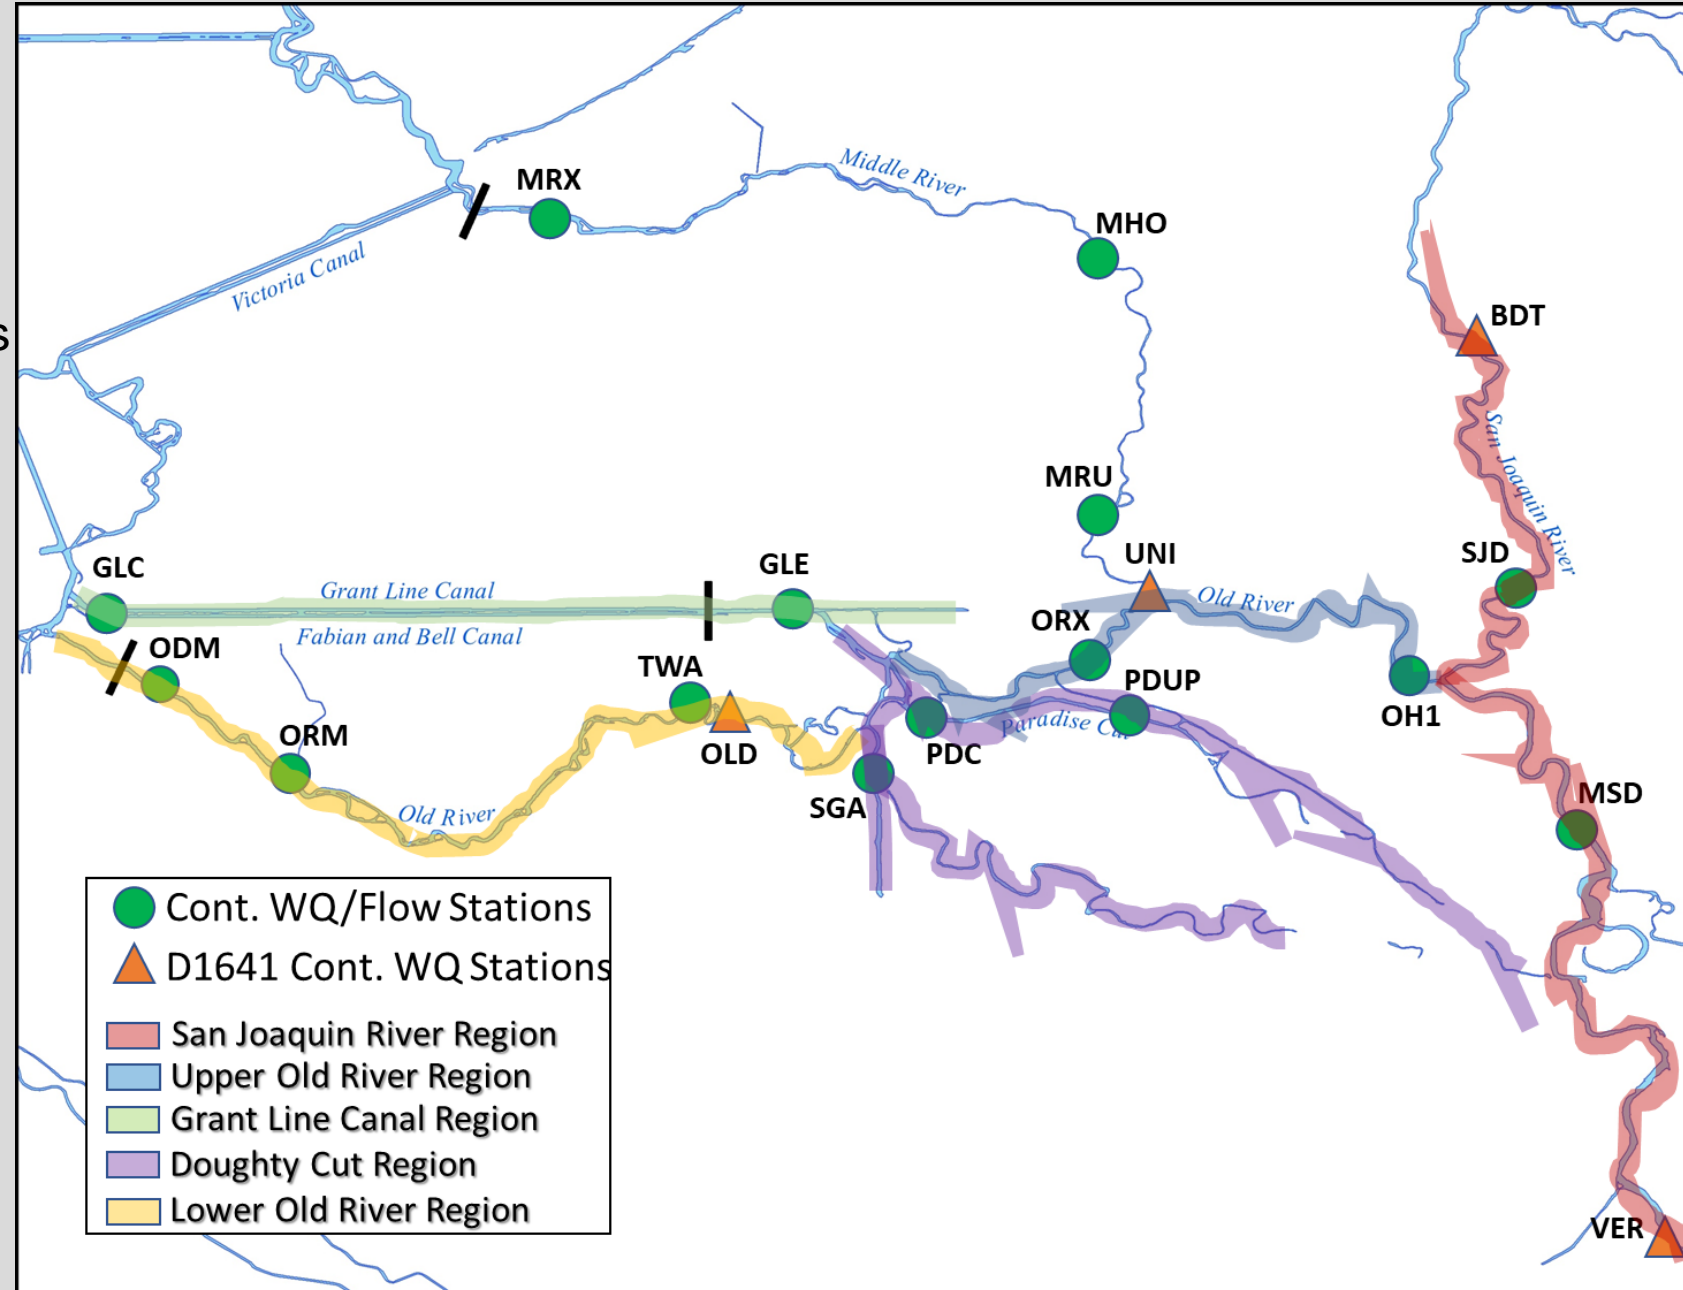 MRX
Middle River
MHO
Victoria Canal
s
BDT
San Joaquin River
MRU
UNI
SJD
GLC
GLE
Grant Line Canal
Old River
Fabian and Bell Canal
ORX
ODM
TWA
PDUP
OH1
Paradise Cu
ORM
OLD
PDC
MSD
SGA
Old River
Cont. WQ/Flow Stations
D1641 Cont. WQ Stations
San Joaquin River Region
Upper Old River Region
Grant Line Canal Region
Doughty Cut Region
Lower Old River Region
VER